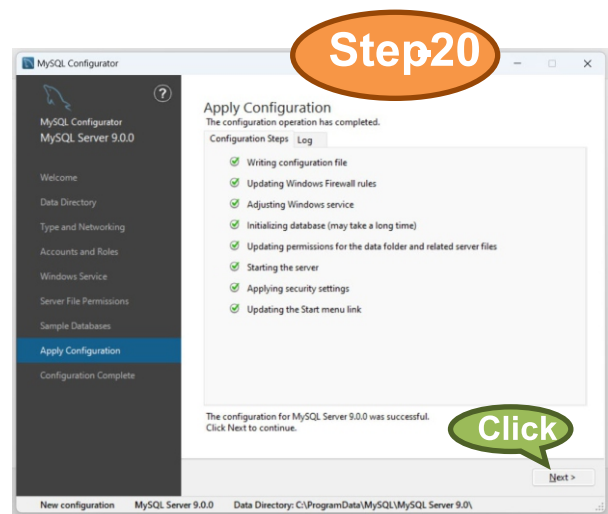 Step-20
MySQL Configurator
MySQL Configurator
MySQL Server 9.0.0
Welcome
Data Directory
Type and Networking
Accounts and Roles
Windows Service
Server File Permissions
Sample Databases
Apply Configuration
Configuration Complete
?
Apply Configuration
The configuration operation has completed.
Configuration Steps Log
Writing configuration file
Updating Windows Firewall rules
Adjusting Windows service
Initializing database (may take a long time)
Updating permissions for the data folder and related server files
Starting the server
Applying security settings
Updating the Start menu link
The configuration for MySQL Server 9.0.0 was successful.
Click Next to continue.
Click
Next >
New configuration MySQL Server 9.0.0 Data Directory: C:\ProgramData\MySQL\MySQL Server 9.0\